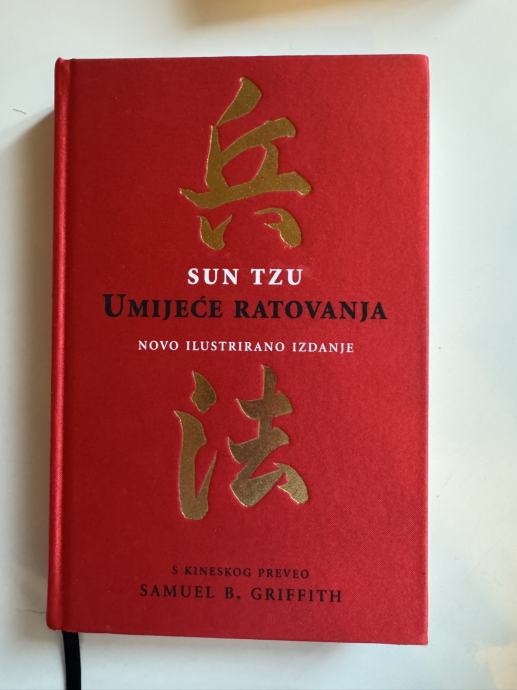 兵
SUN TZU
UMIJEĆE RATOVANJA
NOVO ILUSTRIRANO IZDANJE
法
S KINESKOG PREVEO
SAMUEL B. GRIFFITH